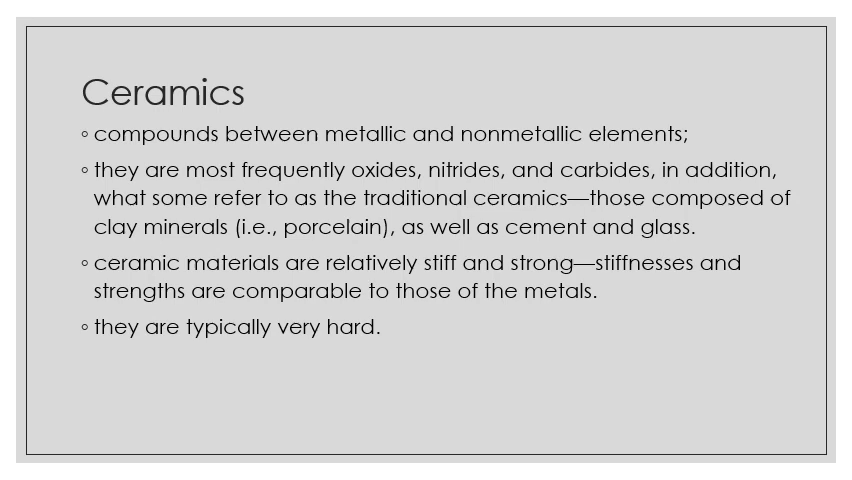 Ceramics
◦ compounds between metallic and nonmetallic elements;
◦ they are most frequently oxides, nitrides, and carbides, in addition,
what some refer to as the traditional ceramics—those composed of
clay minerals (i.e., porcelain), as well as cement and glass.
◦ ceramic materials are relatively stiff and strong—stiffnesses and
strengths are comparable to those of the metals.
◦ they are typically very hard.